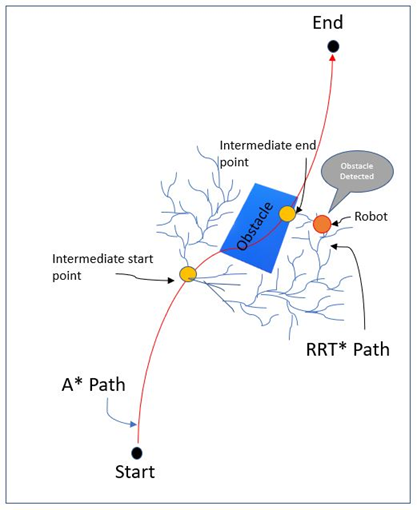 End
Intermediate end
point
Obstacle
Detected
Obstacle
Robot
Intermediate start
point
RRT* Path
A* Path
Start